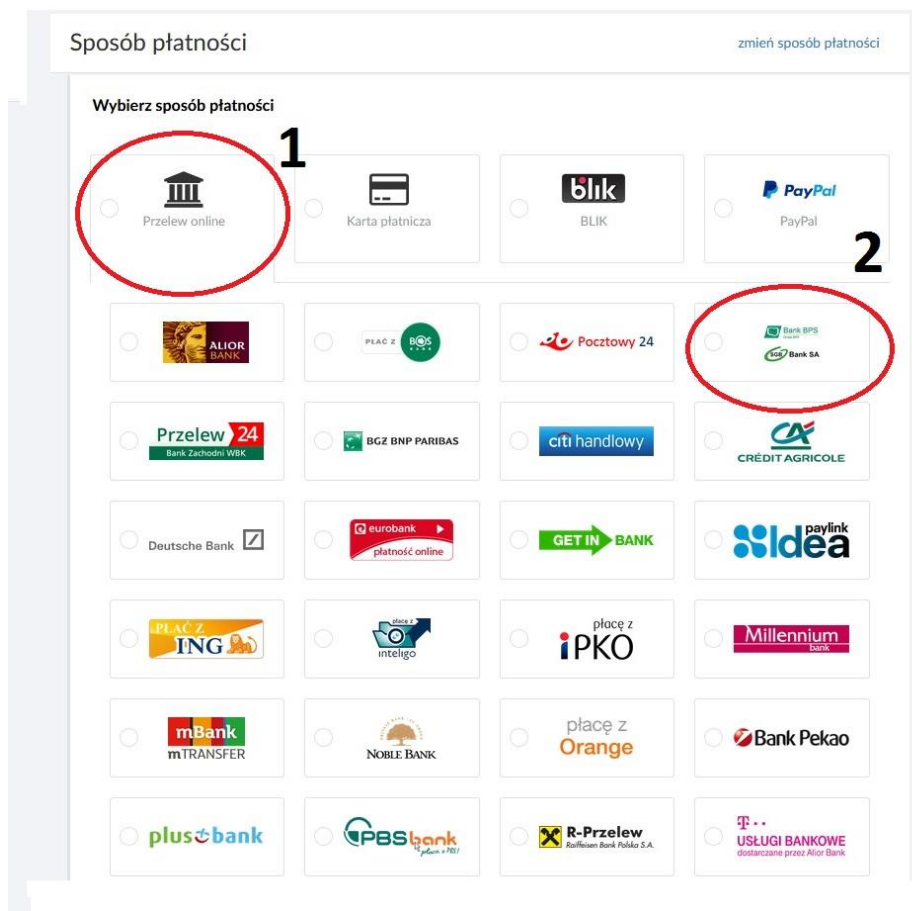 Sposób płatności
zmień sposób płatności
Wybierz sposób płatności
1
Przelew online
Karta płatnicza
blik
BLIK
PayPal
PayPal
2
ALIOR
BANK
PŁAĆ Z BOŚ
BANK
Pocztowy 24
Bank BPS
SGB Bank SA
Przelew 24
Bank Zachodni WBK
BGŻ BNP PARIBAS
citi handlowy
CA
CRÉDIT AGRICOLE
Deutsche Bank
eurobank
płatność online
GET IN BANK
paylink
Idea
PŁAĆ Z
ING
płacę z
inteligo
płacę z
iPKO
Millennium
bank
mBank
mTRANSFER
NOBLE BANK
płacę z
Orange
Bank Pekao
plus bank
PBSbank
płacę z PBS!
R-Przelew
Raiffeisen Bank Polska S.A.
T..
USŁUGI BANKOWE
dostarczane przez Alior Bank